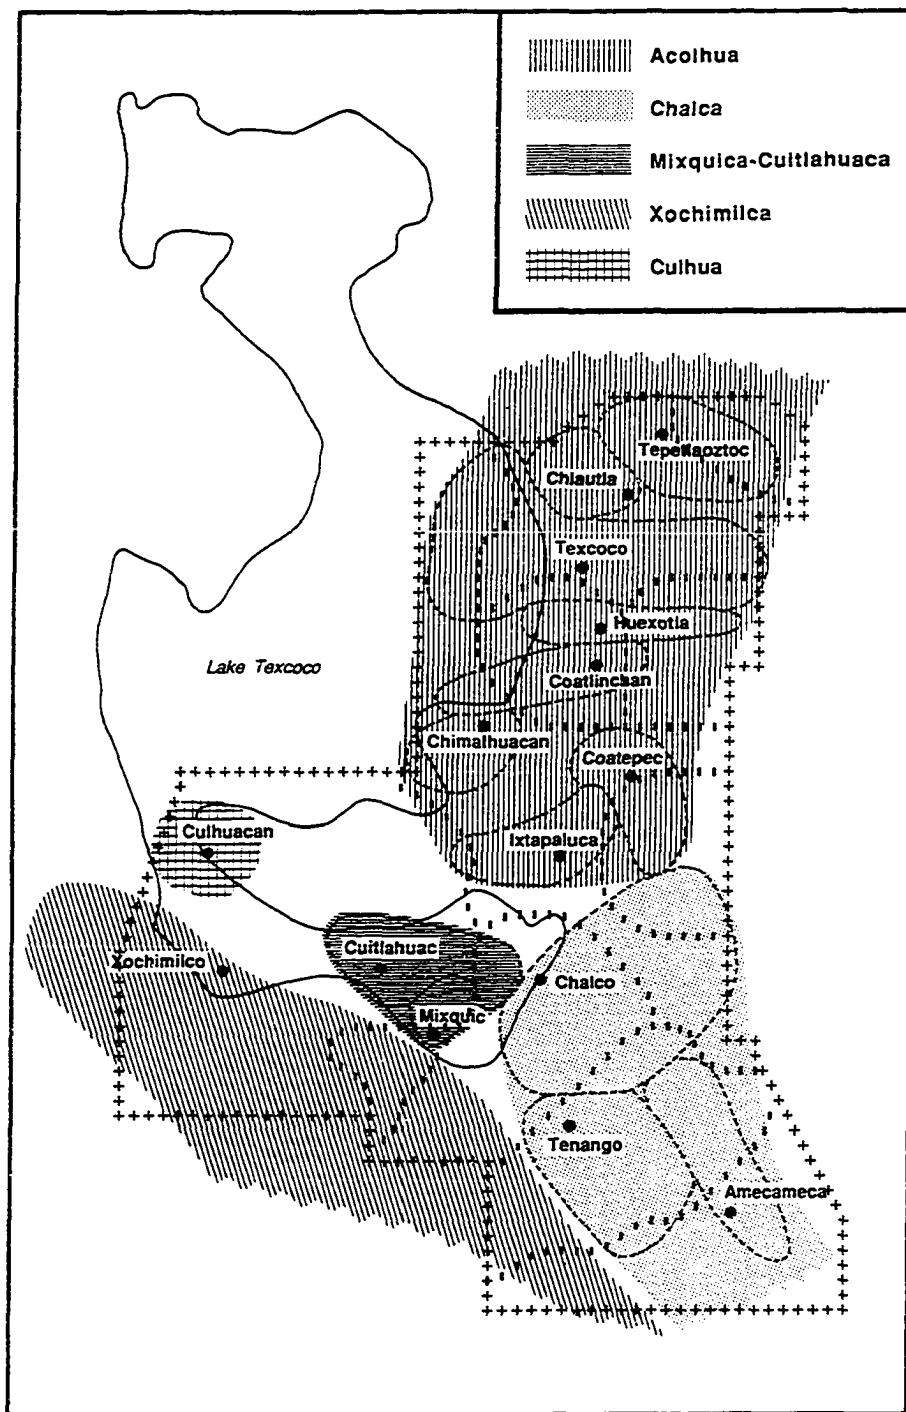 Acolhua
Chalca
Mixquica-Cuitlahuaca
Xochimilca
Culhua
Tepetlaoztoc
Chiautla
Texcoco
Huexotla
Lake Texcoco
Coatlinchan
Chimalhuacan
Coatepec
Culhuacan
Ixtapaluca
Cuitlahuac
Xochimilco
Chalco
Mixquic
Tenango
Amecameca